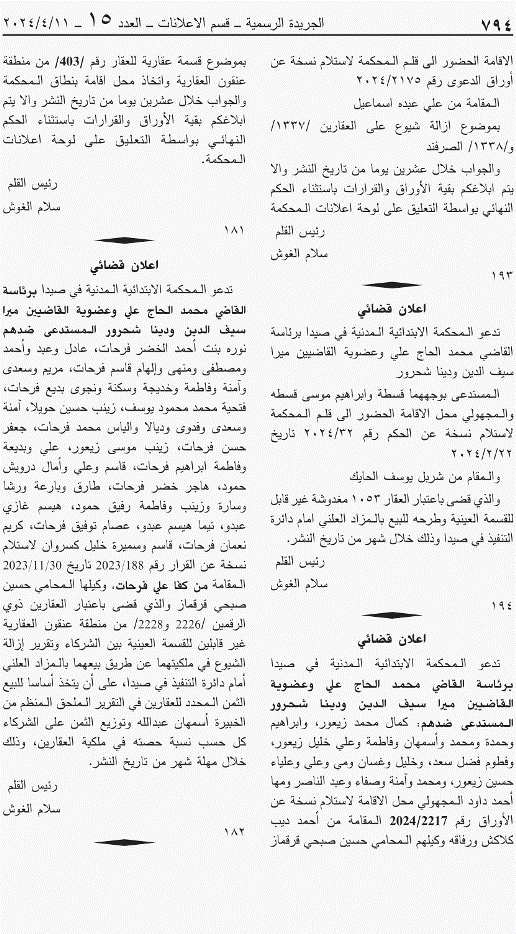 ٧٩٤
الجريدة الرسمية – قسم الاعلانات – العدد ١٥ – ٢٠٢٤/٤/١١
الاقامة الحضور الى قلم المحكمة لاستلام نسخة عن
أوراق الدعوى رقم ٢٠٢٤/٢١٧٥
المقامة من علي عبده اسماعيل
بموضوع ازالة شيوع على العقارين /١٣٣٧/
و/١٣٣٨/ الصرفند
والجواب خلال عشرين يوما من تاريخ النشر والا
يتم ابلاغكم بقية الأوراق والقرارات باستثناء الحكم
النهائي بواسطة التعليق على لوحة اعلانات المحكمة
رئيس القلم
سلام الغوش
١٩٣
اعلان قضائي
تدعو المحكمة الابتدائية المدنية في صيدا برئاسة
القاضي محمد الحاج علي وعضوية القاضيين ميرا
سيف الدين ودينا شحرور
المستدعى بوجههما قسطة وابراهيم موسى قسطه
والمجهولي محل الاقامة الحضور الى قلم المحكمة
لاستلام نسخة عن الحكم رقم ٢٠٢٤/٣٢ تاريخ
٢٠٢٤/٢/٢٢
والمقام من شربل يوسف الحايك
والذي قضى باعتبار العقار ١٠٥٣ مغدوشة غير قابل
للقسمة العينية وطرحه للبيع بالمزاد العلني امام دائرة
التنفيذ في صيدا وذلك خلال شهر من تاريخ النشر.
رئيس القلم
سلام الغوش
١٩٤
اعلان قضائي
تدعو المحكمة الابتدائية المدنية في صيدا
برئاسة القاضي محمد الحاج علي وعضوية
القاضيين ميرا سيف الدين ودينا شحرور
المستدعى ضدهم: كمال محمد زيعور، وابراهيم
وحمدة ومحمد وأسمهان وفاطمة وعلي خليل زيعور،
وفطوم فضل سعد، وخليل وغسان ومي وعلي وعلياء
حسين زيعور، ومحمد وآمنة وصفاء وعبد الناصر ومها
أحمد داود المجهولي محل الاقامة لاستلام نسخة عن
الأوراق رقم 2024/2217 المقامة من أحمد ديب
كلاكش ورفاقه وكيلهم المحامي حسين صبحي قرقماز
بموضوع قسمة عقارية للعقار رقم /403/ من منطقة
عنقون العقارية واتخاذ محل اقامة بنطاق المحكمة
والجواب خلال عشرين يوما من تاريخ النشر والا يتم
ابلاغكم بقية الأوراق والقرارات باستثناء الحكم
النهائي بواسطة التعليق على لوحة اعلانات
المحكمة.
رئيس القلم
سلام الغوش
١٨١
اعلان قضائي
تدعو المحكمة الابتدائية المدنية في صيدا برئاسة
القاضي محمد الحاج علي وعضوية القاضيين ميرا
سيف الدين ودينا شحرور المستدعى ضدهم
نوره بنت أحمد الخضر فرحات، عادل وعبد وأحمد
ومصطفى ومنهى وإلهام قاسم فرحات، مريم وسعدى
وآمنة وفاطمة وخديجة وسكنة ونجوى بديع فرحات،
فتحية محمد محمود يوسف، زينب حسين حويلا، آمنة
وسعدى وفدوى وديالا والياس محمد فرحات، جعفر
حسن فرحات، زينب موسى زيعور، علي وبديعة
وفاطمة ابراهيم فرحات، قاسم وعلي وأمال درويش
حمود، هاجر خضر فرحات، طارق وبارعة ورشا
وسارة وزينب وفاطمة رفيق حمود، هيسم غازي
عبدو، تيما هيسم عبدو، عصام توفيق فرحات، كريم
نعمان فرحات، قاسم وسميرة خليل كسروان لاستلام
نسخة عن القرار رقم 2023/188 تاريخ 2023/11/30
المقامة من كفا علي فرحات، وكيلها المحامي حسين
صبحي قرقماز والذي قضى باعتبار العقارين ذوي
الرقمين /2226 و2228/ من منطقة عنقون العقارية
غير قابلين للقسمة العينية بين الشركاء وتقرير إزالة
الشيوع في ملكيتهما عن طريق بيعهما بالمزاد العلني
أمام دائرة التنفيذ في صيدا، على أن يتخذ أساسا للبيع
الثمن المحدد للعقارين في التقرير الملحق المنظم من
الخبيرة أسمهان عبدالله وتوزيع الثمن على الشركاء
كل حسب نسبة حصته في ملكية العقارين، وذلك
خلال مهلة شهر من تاريخ النشر.
رئيس القلم
سلام الغوش
١٨٢